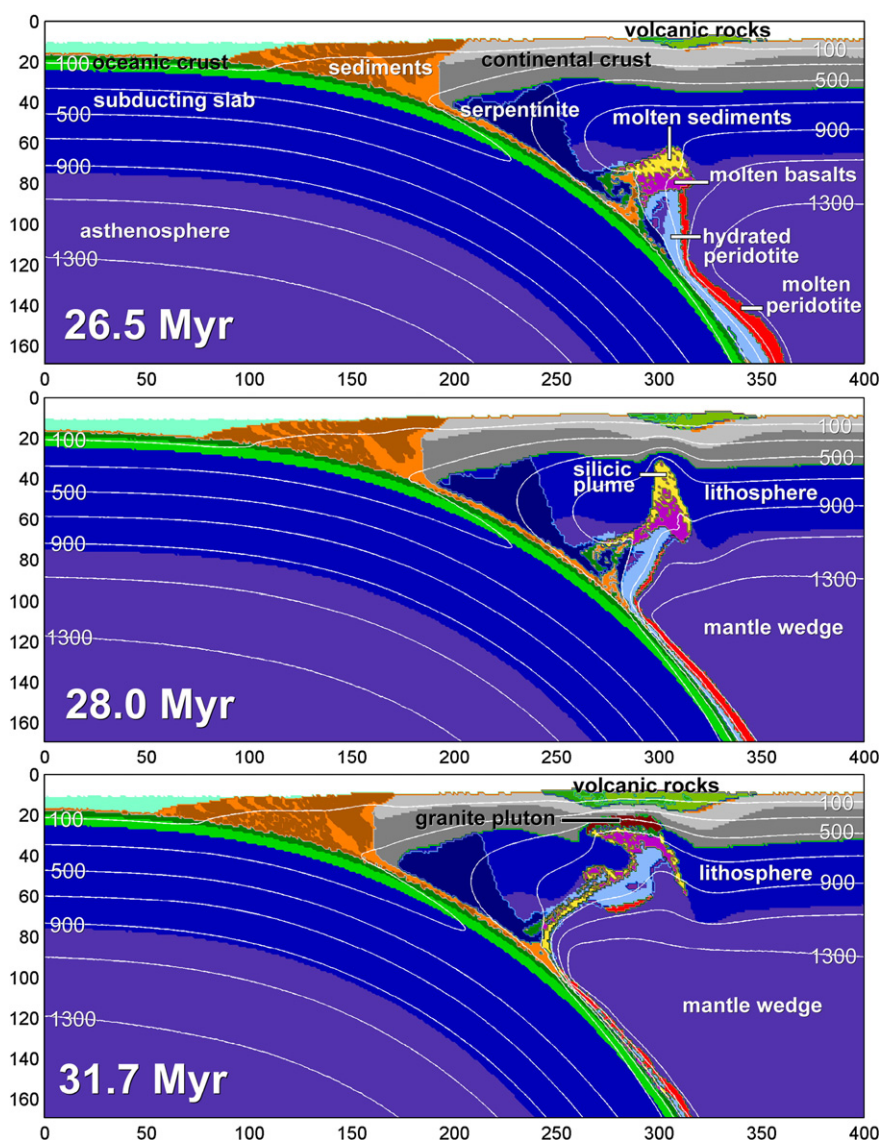 0
volcanic rocks
20
100
oceanic crust
sediments
continental crust
100
500
40
500
subducting slab
serpentinite
molten sediments
900
60
80
900
molten basalts
1300
100
asthenosphere
hydrated
peridotite
120
1300
molten
peridotite
140
26.5 Myr
160
0 50 100 150 200 250 300 350 400
0
20
100
100
500
40
500
silicic
plume
lithosphere
900
60
80
900
1300
100
mantle wedge
120
1300
140
28.0 Myr
160
0 50 100 150 200 250 300 350 400
0
volcanic rocks
20
100
granite pluton
100
500
40
500
lithosphere
900
60
80
900
1300
100
mantle wedge
120
1300
140
31.7 Myr
160
0 50 100 150 200 250 300 350 400